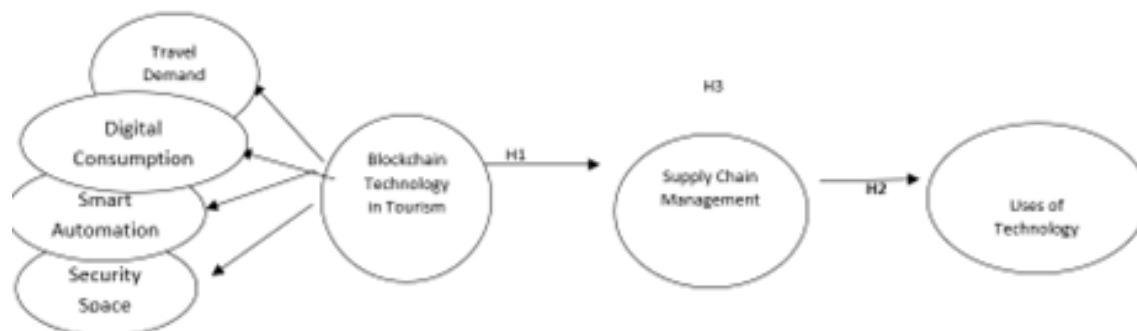 Travel
Demand
Digital
Consumption
Smart
Automation
Security
Space
Blockchain
Technology
in Tourism
H1
H3
Supply Chain
Management
H2
Uses of
Technology